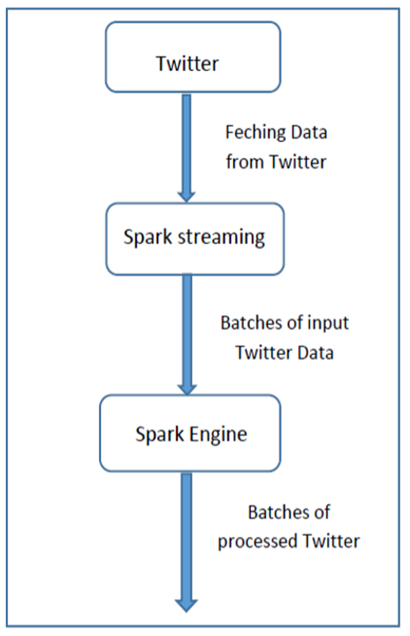 Twitter
Feching Data
from Twitter
Spark streaming
Batches of input
Twitter Data
Spark Engine
Batches of
processed Twitter